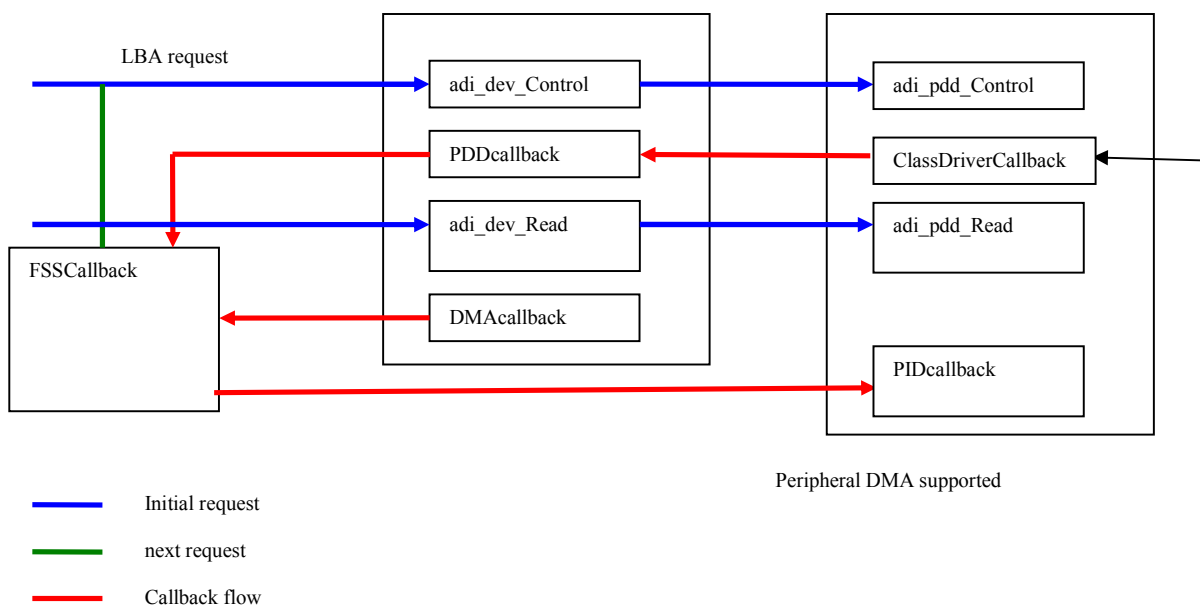 LBA request
adi_dev_Control
adi_pdd_Control
PDDcallback
ClassDriverCallback
adi_dev_Read
adi_pdd_Read
FSSCallback
DMAcallback
PIDcallback
Peripheral DMA supported
Initial request
next request
Callback flow